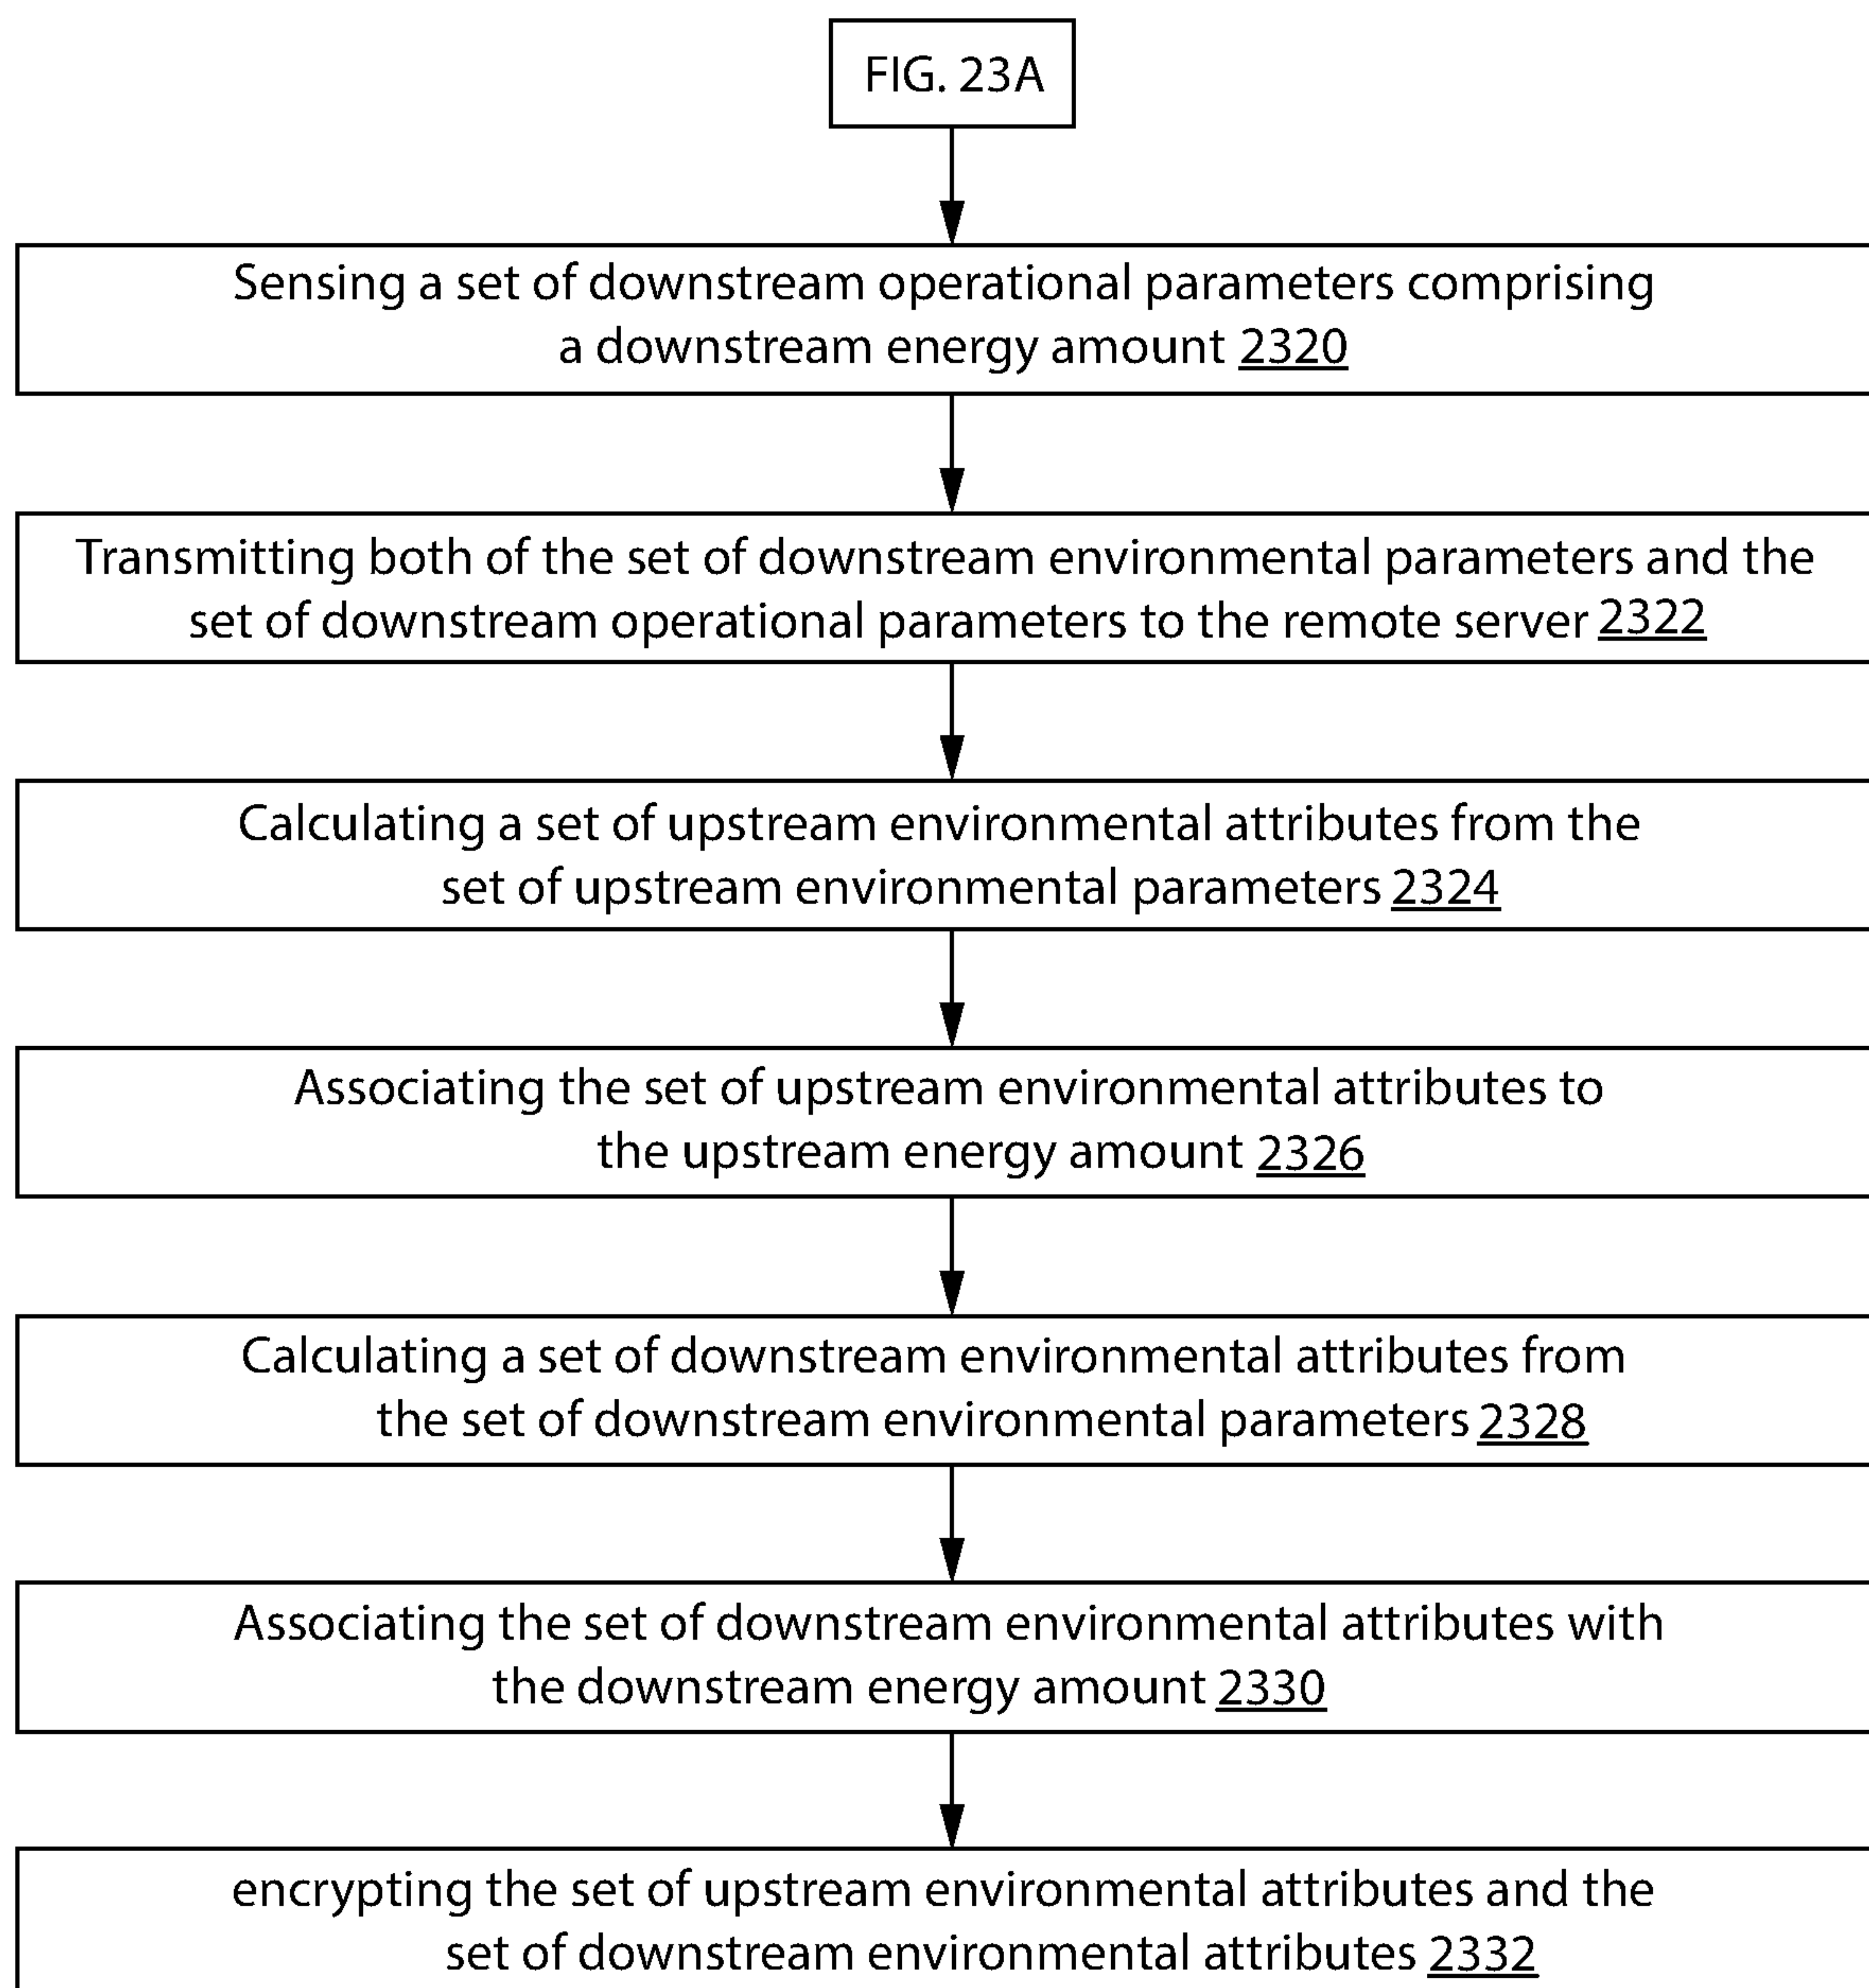 FIG. 23A
Sensing a set of downstream operational parameters comprising
a downstream energy amount 2320
Transmitting both of the set of downstream environmental parameters and the
set of downstream operational parameters to the remote server 2322
Calculating a set of upstream environmental attributes from the
set of upstream environmental parameters 2324
Associating the set of upstream environmental attributes to
the upstream energy amount 2326
Calculating a set of downstream environmental attributes from
the set of downstream environmental parameters 2328
Associating the set of downstream environmental attributes with
the downstream energy amount 2330
encrypting the set of upstream environmental attributes and the
set of downstream environmental attributes 2332